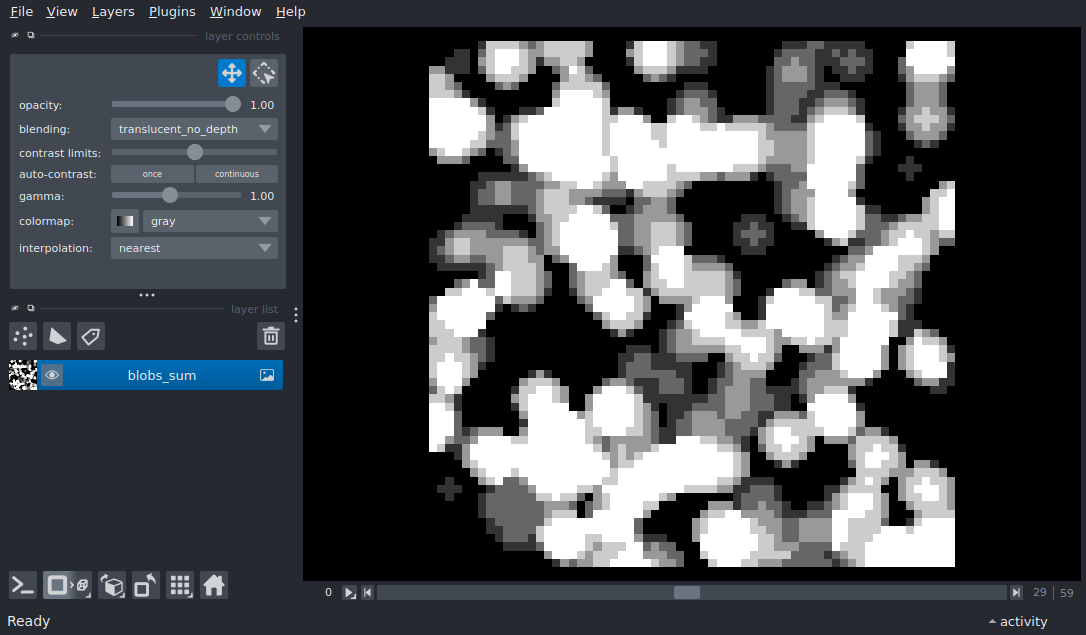 File View Layers Plugins Window Help
layer controls
opacity: 1.00
blending: translucent_no_depth
contrast limits:
auto-contrast: once continuous
gamma: 1.00
colormap: gray
interpolation: nearest
layer list
blobs_sum
0 29 | 59
Ready activity